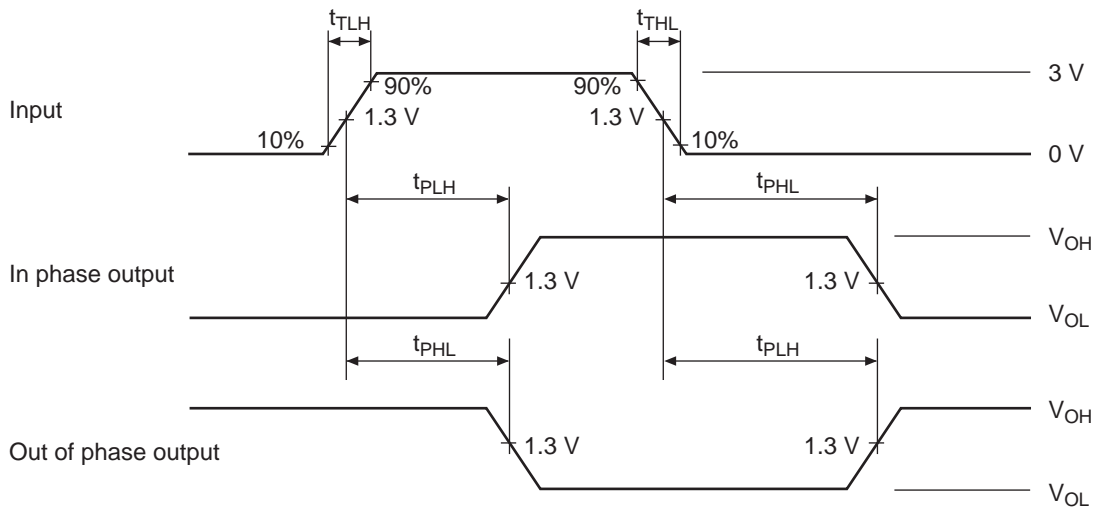 tTLH
tTHL
Input
90%
90%
3 V
1.3 V
1.3 V
10%
10%
0 V
tPLH
tPHL
VOH
In phase output
1.3 V
1.3 V
VOL
tPHL
tPLH
VOH
Out of phase output
1.3 V
1.3 V
VOL